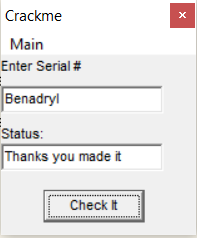 Crackme
Main
Enter Serial #
Benadryl
Status:
Thanks you made it
Check It